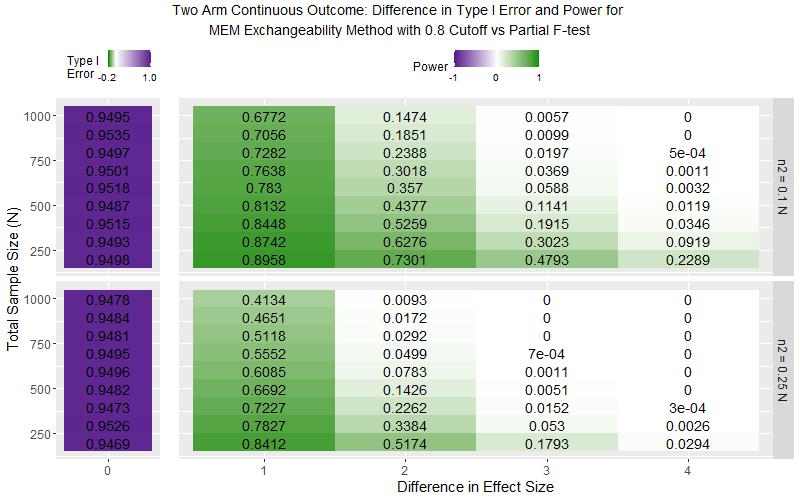 Two Arm Continuous Outcome: Difference in Type I Error and Power for
MEM Exchangeability Method with 0.8 Cutoff vs Partial F-test
Type I
Error
-0.2 1.0
Power
-1 0 1
Total Sample Size (N)
1000 0.9495 0.6772 0.1474 0.0057 0
0.9535 0.7056 0.1851 0.0099 0
750 0.9497 0.7282 0.2388 0.0197 5e-04
0.9501 0.7638 0.3018 0.0369 0.0011
0.9518 0.783 0.357 0.0588 0.0032
500 0.9487 0.8132 0.4377 0.1141 0.0119
0.9515 0.8448 0.5259 0.1915 0.0346
0.9493 0.8742 0.6276 0.3023 0.0919
250 0.9498 0.8958 0.7301 0.4793 0.2289
n2 = 0.1 N
1000 0.9478 0.4134 0.0093 0 0
0.9484 0.4651 0.0172 0 0
0.9481 0.5118 0.0292 0 0
750 0.9495 0.5552 0.0499 7e-04 0
0.9496 0.6085 0.0783 0.0011 0
500 0.9482 0.6692 0.1426 0.0051 0
0.9473 0.7227 0.2262 0.0152 3e-04
0.9526 0.7827 0.3384 0.053 0.0026
250 0.9469 0.8412 0.5174 0.1793 0.0294
n2 = 0.25 N
0 1 2 3 4
Difference in Effect Size